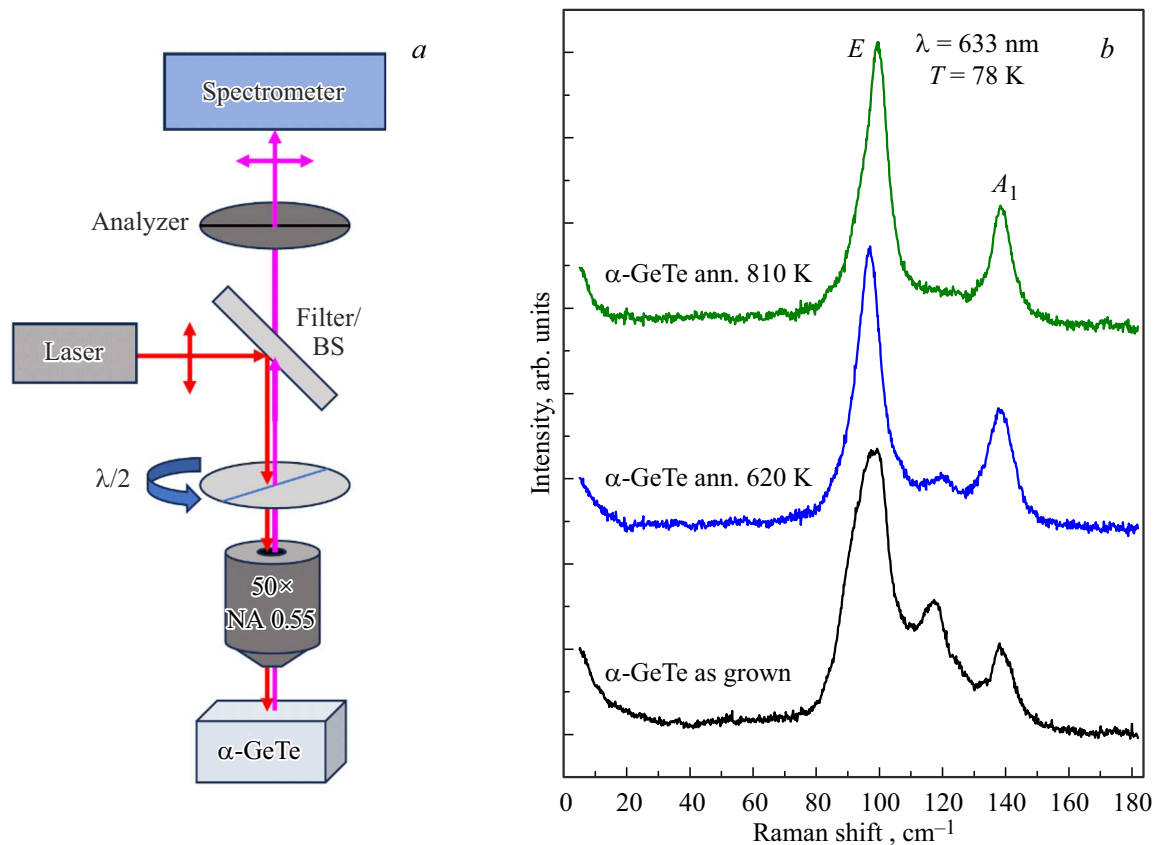 a
Spectrometer
Analyzer
Filter/
BS
Laser
λ/2
50×
NA 0.55
α-GeTe
b
E
λ = 633 nm
T = 78 K
A₁
α-GeTe ann. 810 K
α-GeTe ann. 620 K
α-GeTe as grown
Intensity, arb. units
0 20 40 60 80 100 120 140 160 180
Raman shift , cm⁻¹